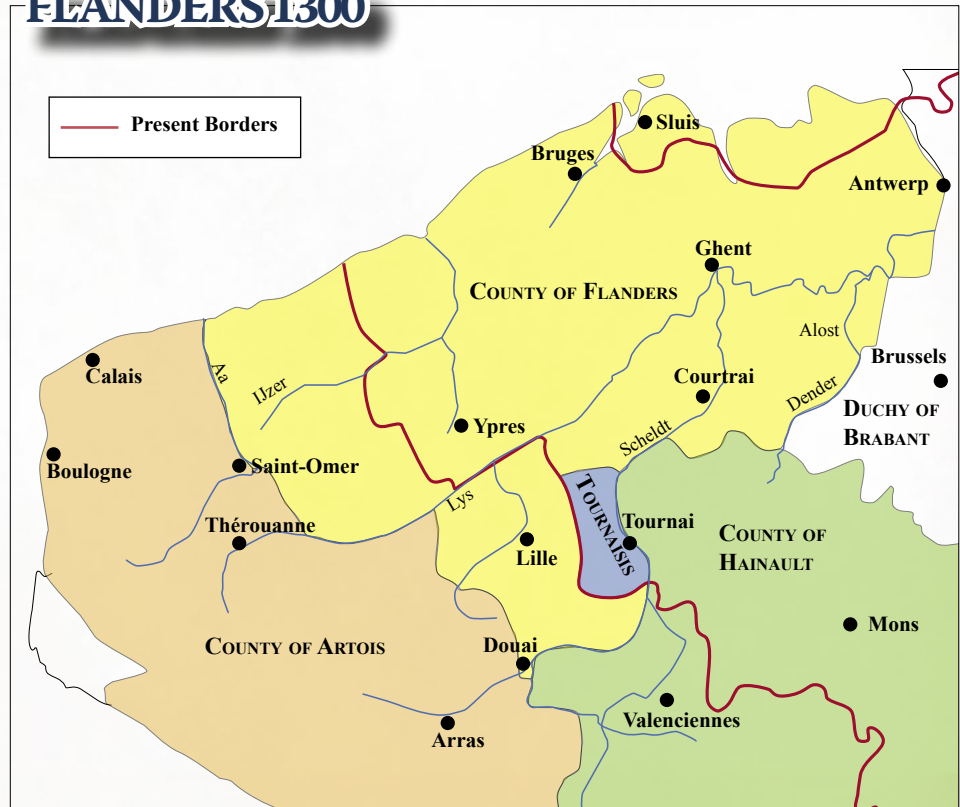 FLANDERS 1300
Present Borders
Sluis
Bruges
Antwerp
Ghent
COUNTY OF FLANDERS
Alost
Brussels
Calais
Aa
IJzer
Courtrai
Dender
DUCHY OF
BRABANT
Ypres
Scheldt
Boulogne
Saint-Omer
Lys
TOURNAISIS
Thérouanne
Tournai
Lille
COUNTY OF
HAINAULT
Mons
COUNTY OF ARTOIS
Douai
Valenciennes
Arras